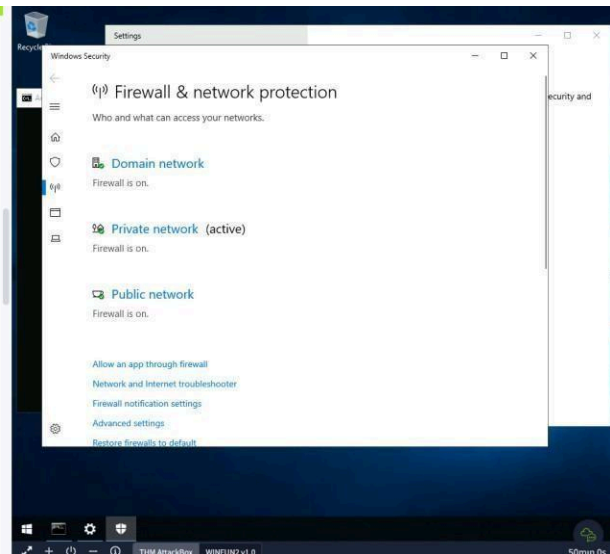 Recycle
Settings
Windows Security
Firewall & network protection
Who and what can access your networks.
ecurity and
Domain network
Firewall is on.
Private network (active)
Firewall is on.
Public network
Firewall is on.
Allow an app through firewall
Network and Internet troubleshooter
Firewall notification settings
Advanced settings
Restore firewalls to default
THM AttackBox
WINFUN2 v1.0
50min 0s